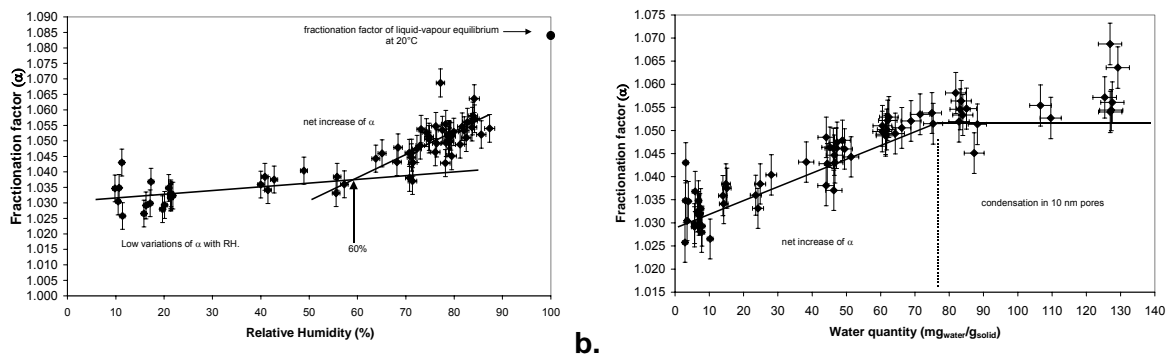 1.090
1.085
1.080
1.075
1.070
1.065
1.060
1.055
1.050
1.045
1.040
1.035
1.030
1.025
1.020
1.015
1.010
1.005
1.000
Fractionation factor (α)
fractionation factor of liquid-vapour equilibrium
at 20°C
net increase of α
Low variations of α with RH.
60%
0 10 20 30 40 50 60 70 80 90 100
Relative Humidity (%)
b.
1.075
1.070
1.065
1.060
1.055
1.050
1.045
1.040
1.035
1.030
1.025
1.020
1.015
Fractionation factor (α)
condensation in 10 nm pores
net increase of α
0 10 20 30 40 50 60 70 80 90 100 110 120 130 140
Water quantity (mgwater/gsolid)